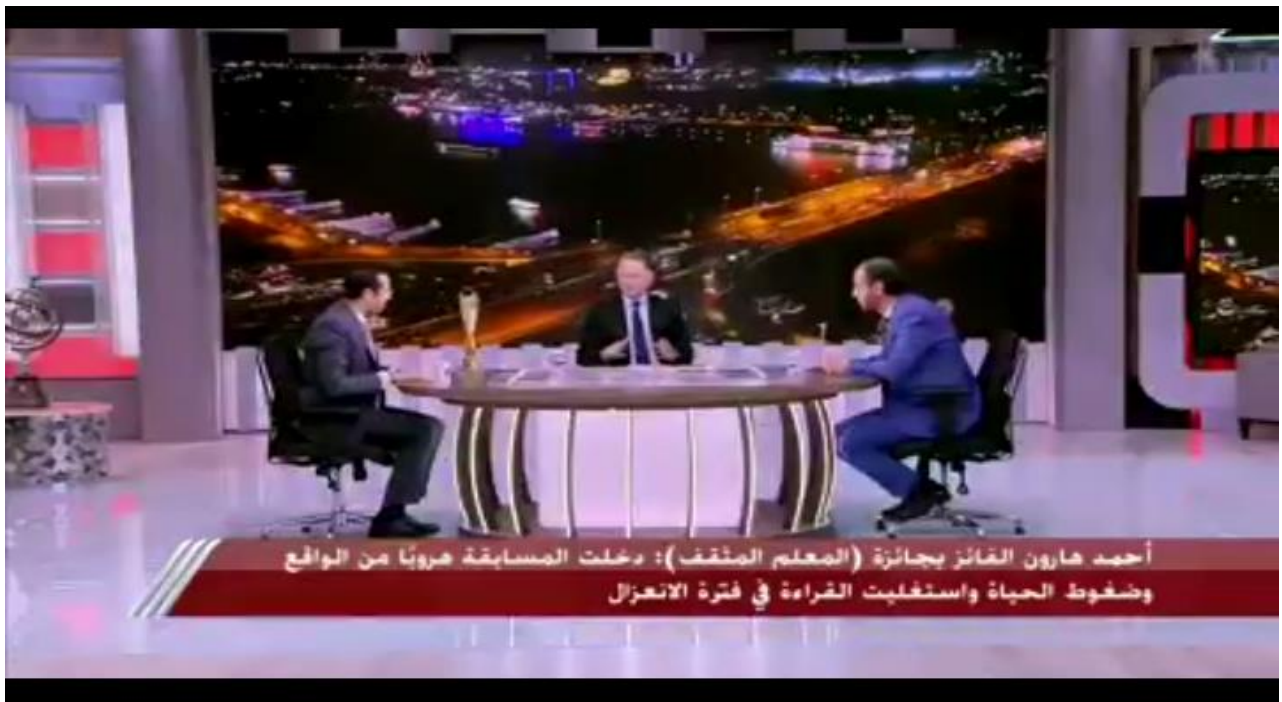 أحمد هارون الفائز بجائزة (المعلم المثقف): دخلت المسابقة هروبًا من الواقع
وضغوط الحياة واستغليت القراءة في فترة الانعزال